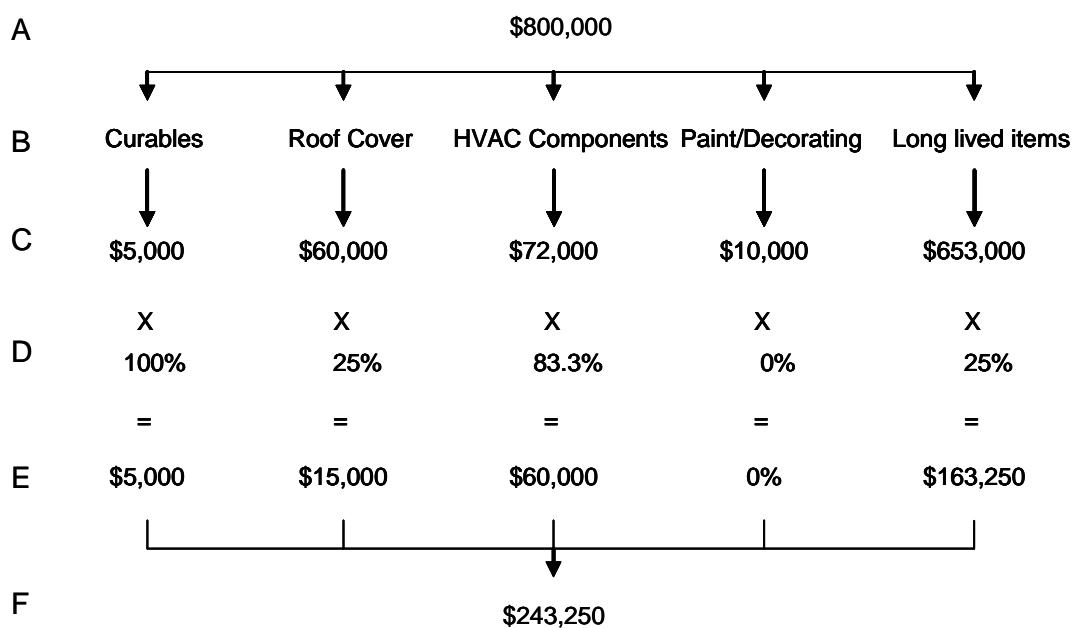 A $800,000
B Curables Roof Cover HVAC Components Paint/Decorating Long lived items
C $5,000 $60,000 $72,000 $10,000 $653,000
X X X X X
D 100% 25% 83.3% 0% 25%
= = = = =
E $5,000 $15,000 $60,000 0% $163,250
F $243,250